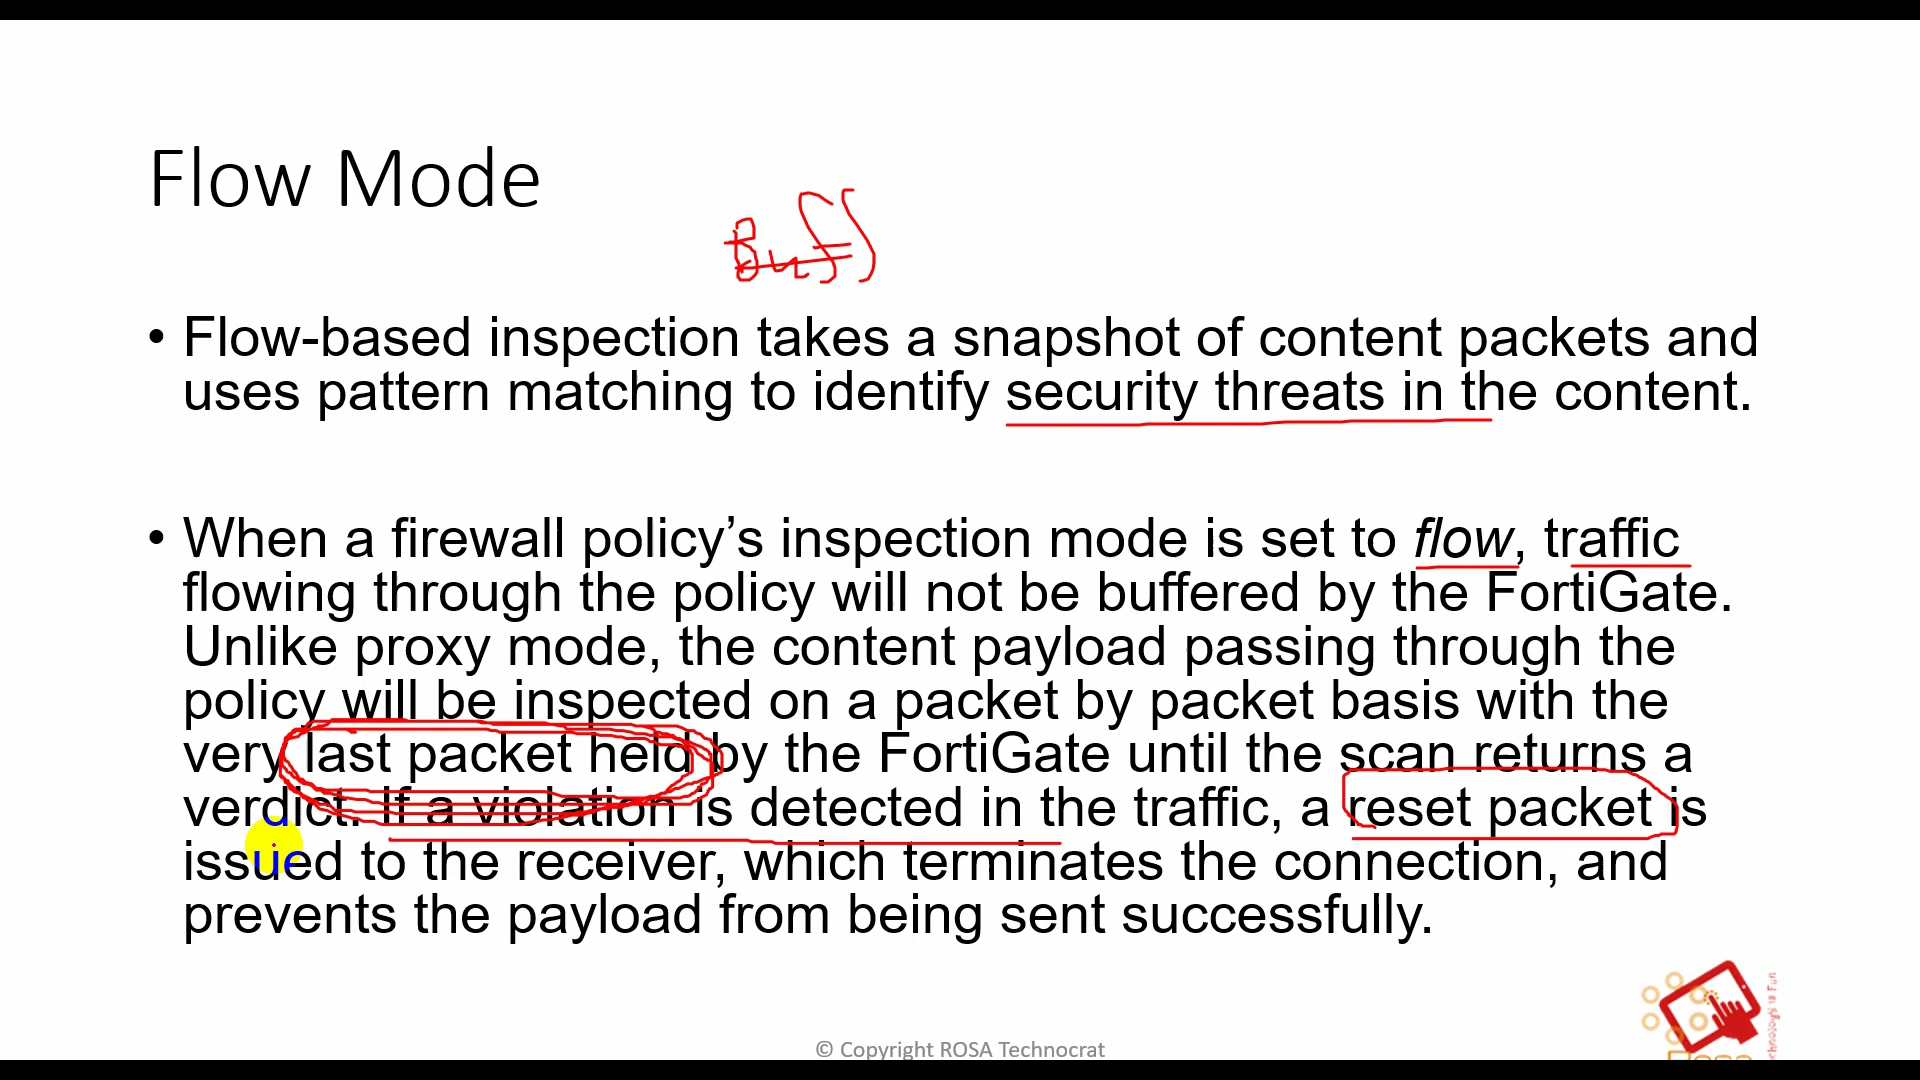 Flow Mode
Buff
• Flow-based inspection takes a snapshot of content packets and
uses pattern matching to identify security threats in the content.
• When a firewall policy’s inspection mode is set to flow, traffic
flowing through the policy will not be buffered by the FortiGate.
Unlike proxy mode, the content payload passing through the
policy will be inspected on a packet by packet basis with the
very last packet held by the FortiGate until the scan returns a
verdict. If a violation is detected in the traffic, a reset packet is
issued to the receiver, which terminates the connection, and
prevents the payload from being sent successfully.
© Copyright ROSA Technocrat